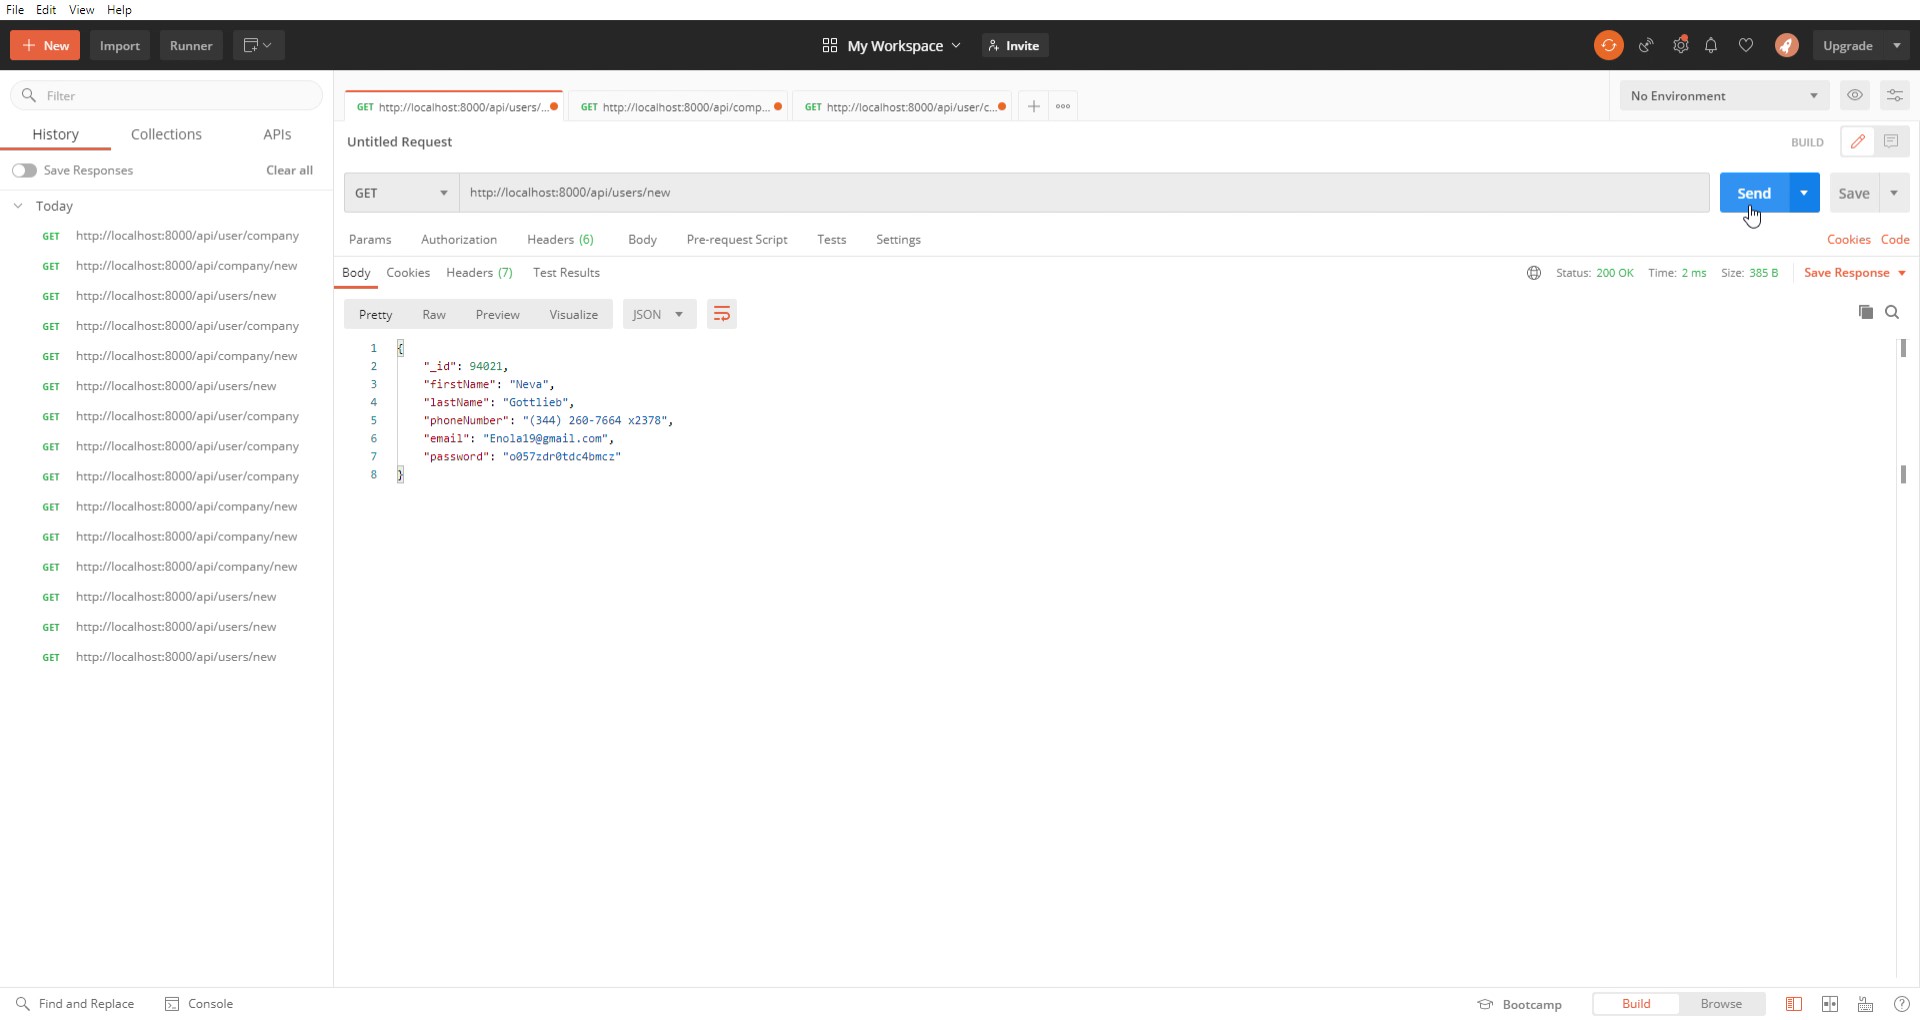 File Edit View Help
New Import Runner My Workspace Invite Upgrade
Filter
History Collections APIs
Save Responses Clear all
Today
GET http://localhost:8000/api/user/company
GET http://localhost:8000/api/company/new
GET http://localhost:8000/api/users/new
GET http://localhost:8000/api/user/company
GET http://localhost:8000/api/company/new
GET http://localhost:8000/api/users/new
GET http://localhost:8000/api/user/company
GET http://localhost:8000/api/user/company
GET http://localhost:8000/api/user/company
GET http://localhost:8000/api/company/new
GET http://localhost:8000/api/company/new
GET http://localhost:8000/api/company/new
GET http://localhost:8000/api/users/new
GET http://localhost:8000/api/users/new
GET http://localhost:8000/api/users/new
GET http://localhost:8000/api/users/... GET http://localhost:8000/api/comp... GET http://localhost:8000/api/user/c... No Environment
Untitled Request BUILD
GET http://localhost:8000/api/users/new Send Save
Params Authorization Headers (6) Body Pre-request Script Tests Settings Cookies Code
Body Cookies Headers (7) Test Results Status: 200 OK Time: 2 ms Size: 385 B Save Response
Pretty Raw Preview Visualize JSON
1 {
2 "_id": 94021,
3 "firstName": "Neva",
4 "lastName": "Gottlieb",
5 "phoneNumber": "(344) 260-7664 x2378",
6 "email": "Enola19@gmail.com",
7 "password": "o057zdr0tdc4bmcz"
8 }
Find and Replace Console Bootcamp Build Browse